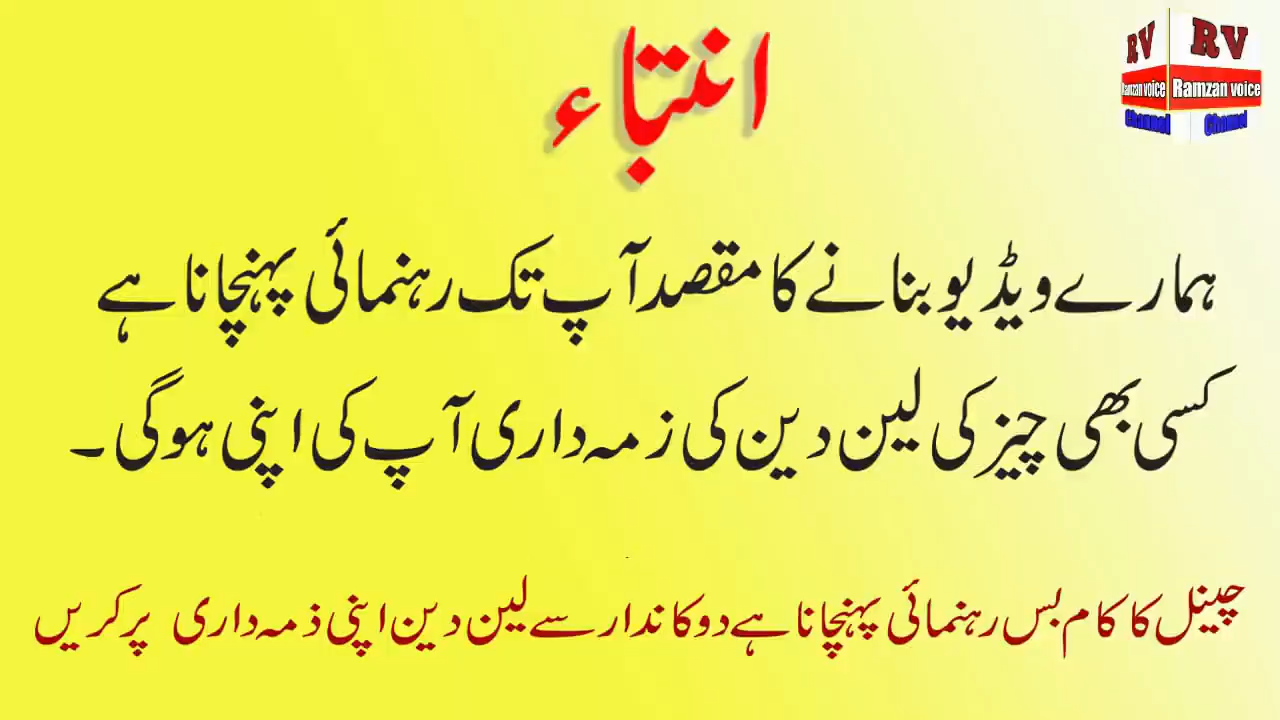 انتباء
RV RV
Ramzan voice Ramzan voice
Channel Channel
ہمارے ویڈیو بنانے کا مقصد آپ تک رہنمائی پہنچانا ہے
کسی بھی چیز کی لین دین کی زمہ داری آپ کی اپنی ہوگی۔
چینل کا کام بس رہنمائی پہنچانا ہے دوکاندار سے لین دین اپنی ذمہ داری پر کریں